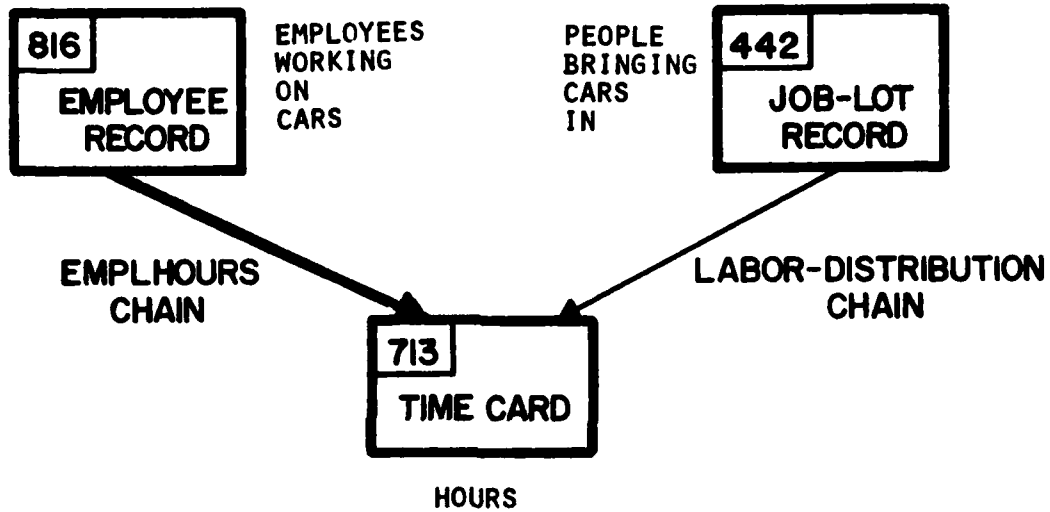 816
EMPLOYEE
RECORD
EMPLOYEES
WORKING
ON
CARS
PEOPLE
BRINGING
CARS
IN
442
JOB-LOT
RECORD
EMPLHOURS
CHAIN
LABOR-DISTRIBUTION
CHAIN
713
TIME CARD
HOURS